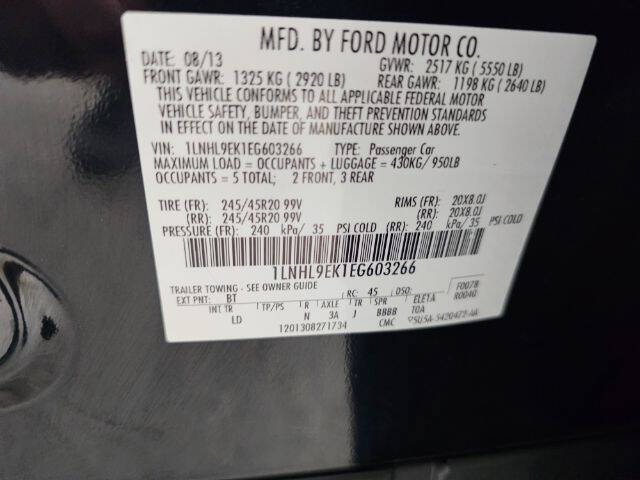 MFD. BY FORD MOTOR CO.
DATE: 08/13 GVWR: 2517 KG (5550 LB)
FRONT GAWR: 1325 KG (2920 LB) REAR GAWR: 1198 KG (2640 LB)
THIS VEHICLE CONFORMS TO ALL APPLICABLE FEDERAL MOTOR
VEHICLE SAFETY, BUMPER, AND THEFT PREVENTION STANDARDS
IN EFFECT ON THE DATE OF MANUFACTURE SHOWN ABOVE.
VIN: 1LNHL9EK1EG603266 TYPE: Passenger Car
MAXIMUM LOAD = OCCUPANTS + LUGGAGE = 430KG/ 950LB
OCCUPANTS = 5 TOTAL; 2 FRONT, 3 REAR
TIRE (FR): 245/45R20 99V RIMS (FR): 20X8.0J
(RR): 245/45R20 99V (RR): 20X8.0J
PRESSURE (FR): 240 kPa/ 35 PSI COLD (RR): 240 kPa/ 35 PSI COLD
1LNHL9EK1EG603266
TRAILER TOWING - SEE OWNER GUIDE
EXT PNT: BT RC: 45 DSO: F0078
R0040
INT TR TP/PS R AXLE TR SPR
LD N 3A J BBBB
1201308271734 CMC